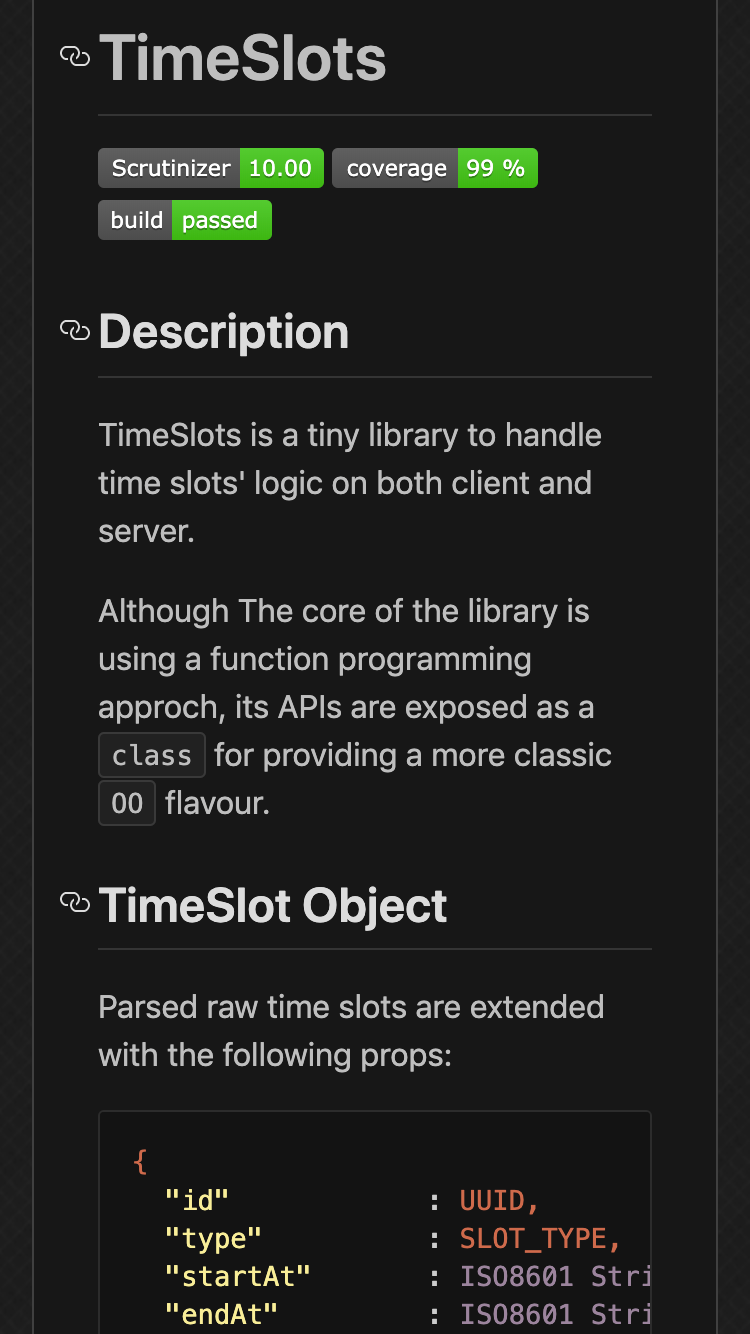 TimeSlots
Scrutinizer 10.00 coverage 99 %
build passed
Description
TimeSlots is a tiny library to handle
time slots' logic on both client and
server.
Although The core of the library is
using a function programming
approch, its APIs are exposed as a
class for providing a more classic
OO flavour.
TimeSlot Object
Parsed raw time slots are extended
with the following props:
{
"id" : UUID,
"type" : SLOT_TYPE,
"startAt" : ISO8601 Stri
"endAt" : ISO8601 Stri